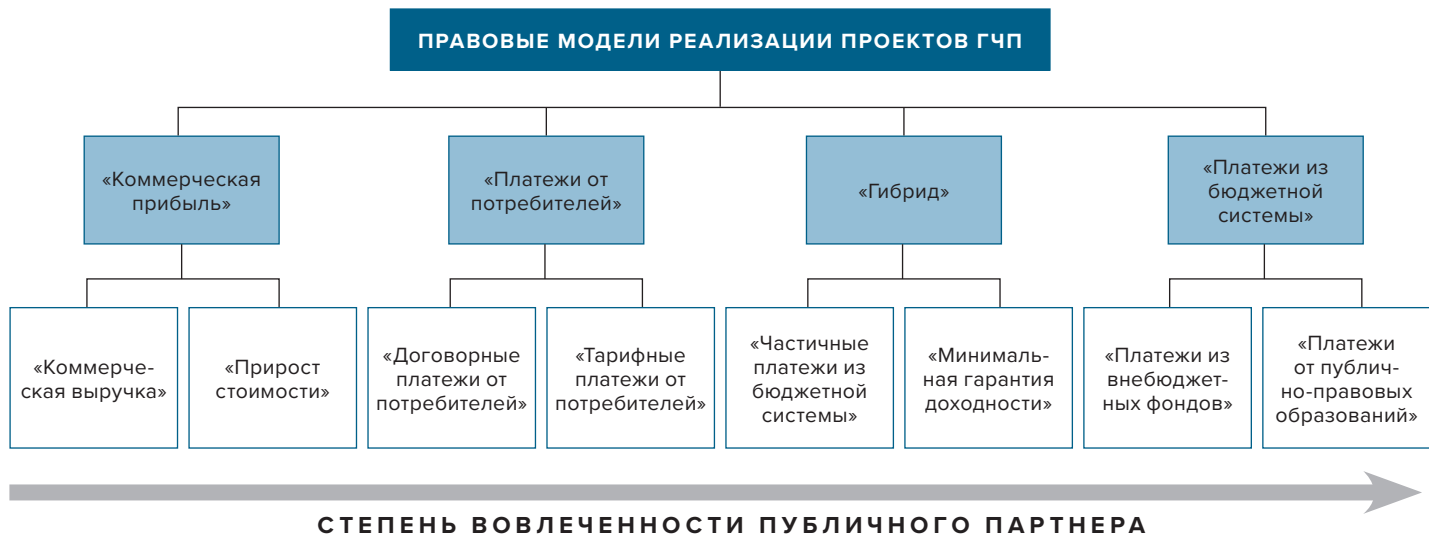 ПРАВОВЫЕ МОДЕЛИ РЕАЛИЗАЦИИ ПРОЕКТОВ ГЧП
«Коммерческая
прибыль»
«Платежи от
потребителей»
«Гибрид»
«Платежи из
бюджетной
системы»
«Коммерче-
ская выручка»
«Прирост
стоимости»
«Договорные
платежи от
потребителей»
«Тарифные
платежи от
потребителей»
«Частичные
платежи из
бюджетной
системы»
«Минималь-
ная гарантия
доходности»
«Платежи из
внебюджет-
ных фондов»
«Платежи
от публич-
но-правовых
образований»
СТЕПЕНЬ ВОВЛЕЧЕННОСТИ ПУБЛИЧНОГО ПАРТНЕРА